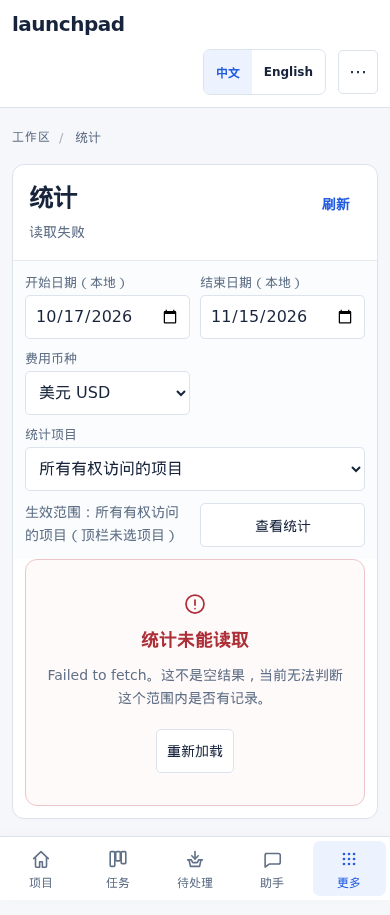 launchpad
中文 English ···
工作区 / 统计
统计
刷新
读取失败
开始日期（本地） 结束日期（本地）
10/17/2026 11/15/2026
费用币种
美元 USD
统计项目
所有有权访问的项目
生效范围：所有有权访问
的项目（顶栏未选项目）
查看统计
统计未能读取
Failed to fetch。这不是空结果，当前无法判断
这个范围内是否有记录。
重新加载
项目 任务 待处理 助手 更多